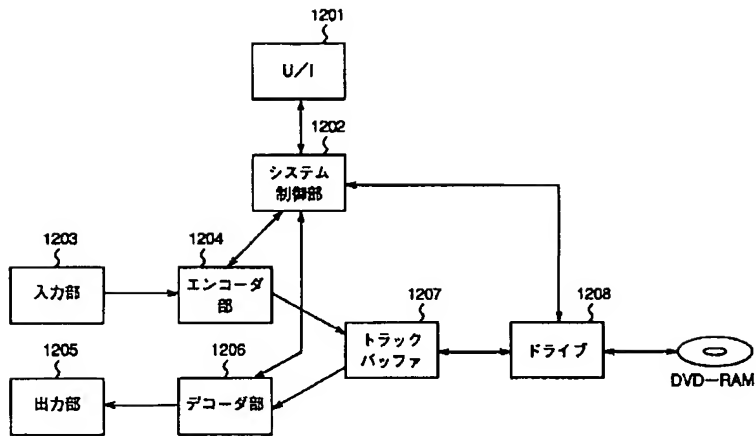 1201
U/I
1202
システム
制御部
1203
入力部
1204
エンコーダ
部
1207
トラック
バッファ
1208
ドライブ
DVD-RAM
1205
出力部
1206
デコーダ部